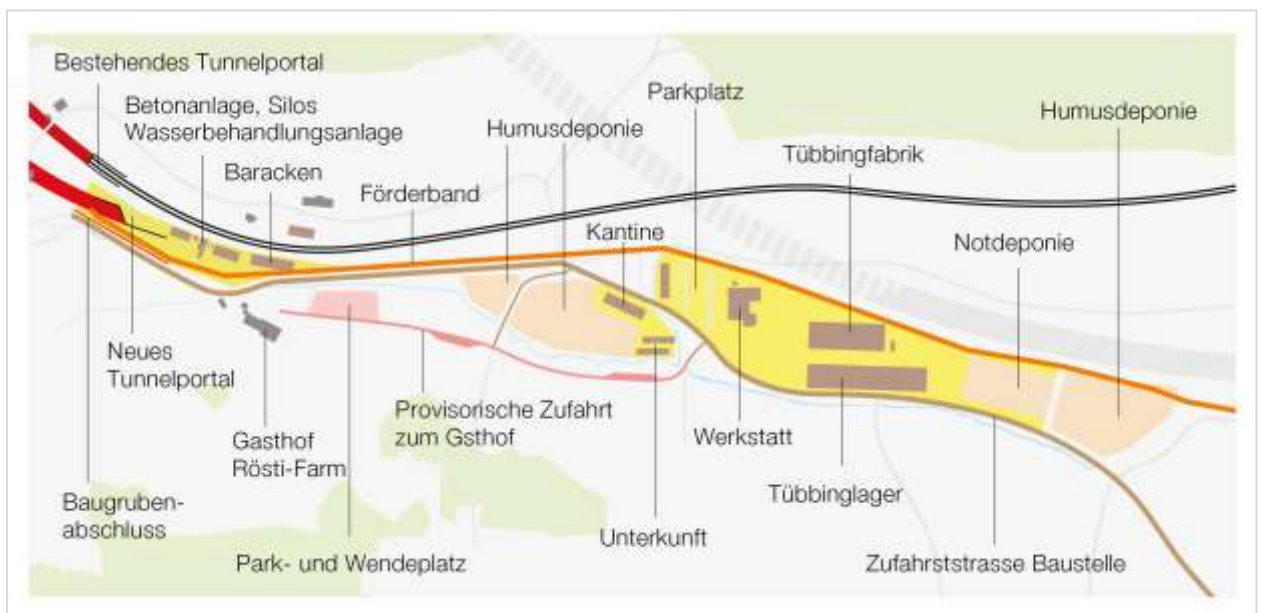 Bestehendes Tunnelportal
Betonanlage, Silos
Wasserbehandlungsanlage
Baracken
Förderband
Humusdeponie
Parkplatz
Kantine
Tübbingfabrik
Humusdeponie
Notdeponie
Neues
Tunnelportal
Gasthof
Rösti-Farm
Provisorische Zufahrt
zum Gsthof
Werkstatt
Tübbinglager
Baugruben-
abschluss
Park- und Wendeplatz
Unterkunft
Zufahrststrasse Baustelle